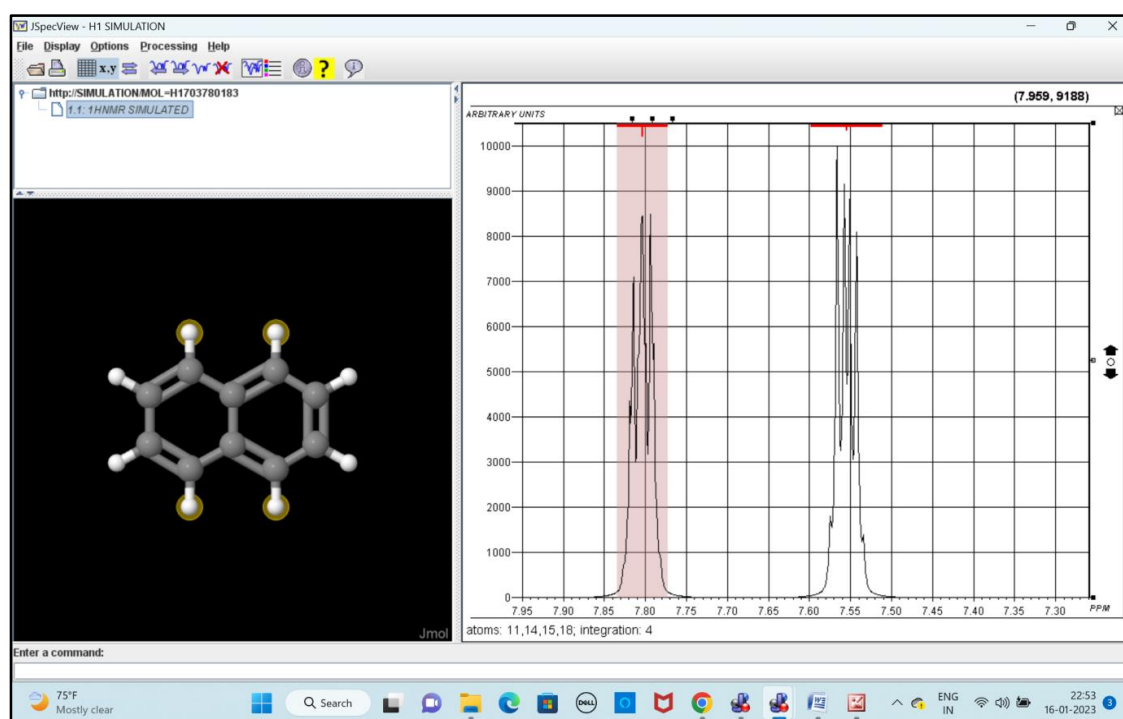 JSpecView - H1 SIMULATION
File Display Options Processing Help
x,y
http://SIMULATION/MOL=H1703780183
1.1: 1HNMR SIMULATED
(7.959, 9188)
ARBITRARY UNITS
10000
9000
8000
7000
6000
5000
4000
3000
2000
1000
0
7.95 7.90 7.85 7.80 7.75 7.70 7.65 7.60 7.55 7.50 7.45 7.40 7.35 7.30 PPM
Jmol
atoms: 11,14,15,18; integration: 4
Enter a command:
75°F
Mostly clear
Search
DELL
ENG
IN
22:53
16-01-2023
3